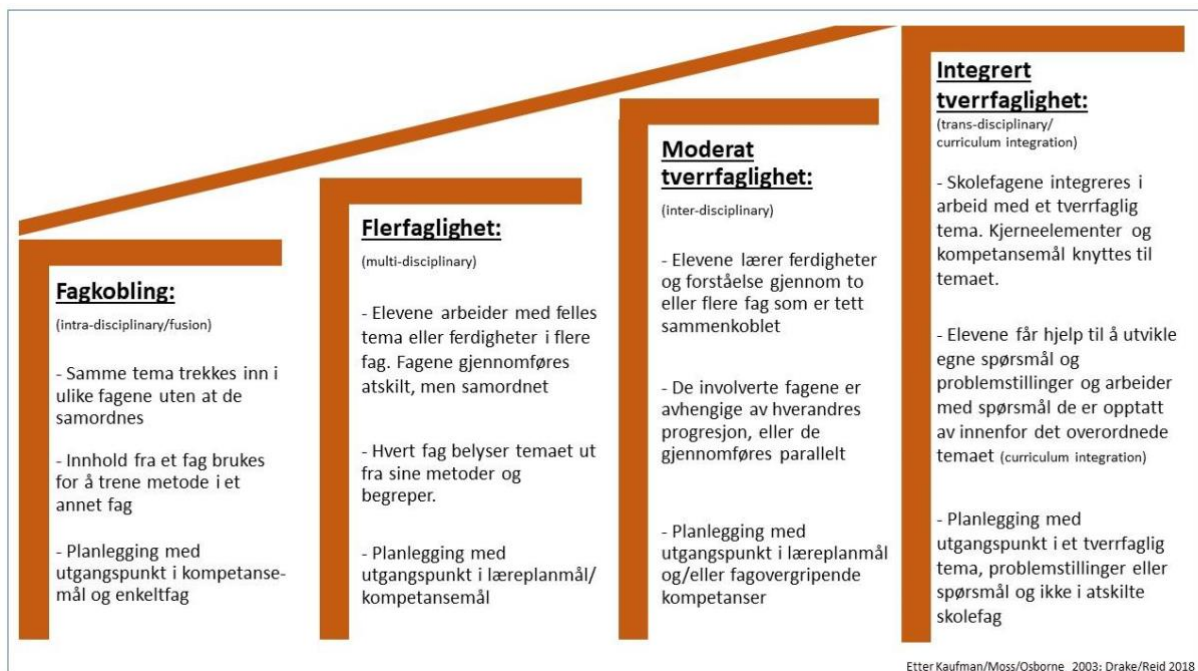 Fagkobling:
(intra-disciplinary/fusion)
- Samme tema trekkes inn i
ulike fagene uten at de
samordnes
- Innhold fra et fag brukes
for å trene metode i et
annet fag
- Planlegging med
utgangspunkt i kompetanse-
mål og enkeltfag
Flerfaglighet:
(multi-disciplinary)
- Elevene arbeider med felles
tema eller ferdigheter i flere
fag. Fagene gjennomføres
atskilt, men samordnet
- Hvert fag belyser temaet ut
fra sine metoder og
begreper.
- Planlegging med
utgangspunkt i læreplanmål/
kompetansemål
Moderat
tverrfaglighet:
(inter-disciplinary)
- Elevene lærer ferdigheter
og forståelse gjennom to
eller flere fag som er tett
sammenkoblet
- De involverte fagene er
avhengige av hverandres
progresjon, eller de
gjennomføres parallelt
- Planlegging med
utgangspunkt i læreplanmål
og/eller fagovergripende
kompetanser
Integrert
tverrfaglighet:
(trans-disciplinary/
curriculum integration)
- Skolefagene integreres i
arbeid med et tverrfaglig
tema. Kjerneelementer og
kompetansemål knyttes til
temaet.
- Elevene får hjelp til å utvikle
egne spørsmål og
problemstillinger og arbeider
med spørsmål de er opptatt
av innenfor det overordnede
temaet (curriculum integration)
- Planlegging med
utgangspunkt i et tverrfaglig
tema, problemstillinger eller
spørsmål og ikke i atskilte
skolefag
Etter Kaufman/Moss/Osborne 2003; Drake/Reid 2018